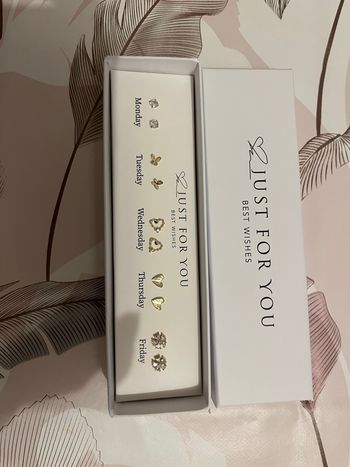 Monday
Tuesday
Wednesday
Thursday
Friday
JUST FOR YOU
BEST WISHES
JUST FOR YOU
BEST WISHES